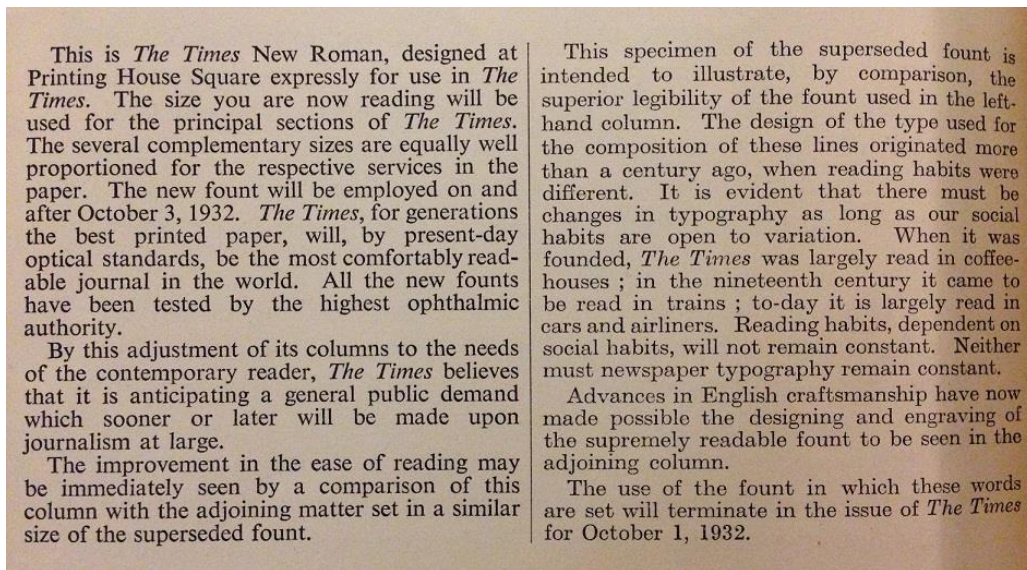 This is The Times New Roman, designed at
Printing House Square expressly for use in The
Times. The size you are now reading will be
used for the principal sections of The Times.
The several complementary sizes are equally well
proportioned for the respective services in the
paper. The new fount will be employed on and
after October 3, 1932. The Times, for generations
the best printed paper, will, by present-day
optical standards, be the most comfortably read-
able journal in the world. All the new founts
have been tested by the highest ophthalmic
authority.
By this adjustment of its columns to the needs
of the contemporary reader, The Times believes
that it is anticipating a general public demand
which sooner or later will be made upon
journalism at large.
The improvement in the ease of reading may
be immediately seen by a comparison of this
column with the adjoining matter set in a similar
size of the superseded fount.
This specimen of the superseded fount is
intended to illustrate, by comparison, the
superior legibility of the fount used in the left-
hand column. The design of the type used for
the composition of these lines originated more
than a century ago, when reading habits were
different. It is evident that there must be
changes in typography as long as our social
habits are open to variation. When it was
founded, The Times was largely read in coffee-
houses ; in the nineteenth century it came to
be read in trains ; to-day it is largely read in
cars and airliners. Reading habits, dependent on
social habits, will not remain constant. Neither
must newspaper typography remain constant.
Advances in English craftsmanship have now
made possible the designing and engraving of
the supremely readable fount to be seen in the
adjoining column.
The use of the fount in which these words
are set will terminate in the issue of The Times
for October 1, 1932.